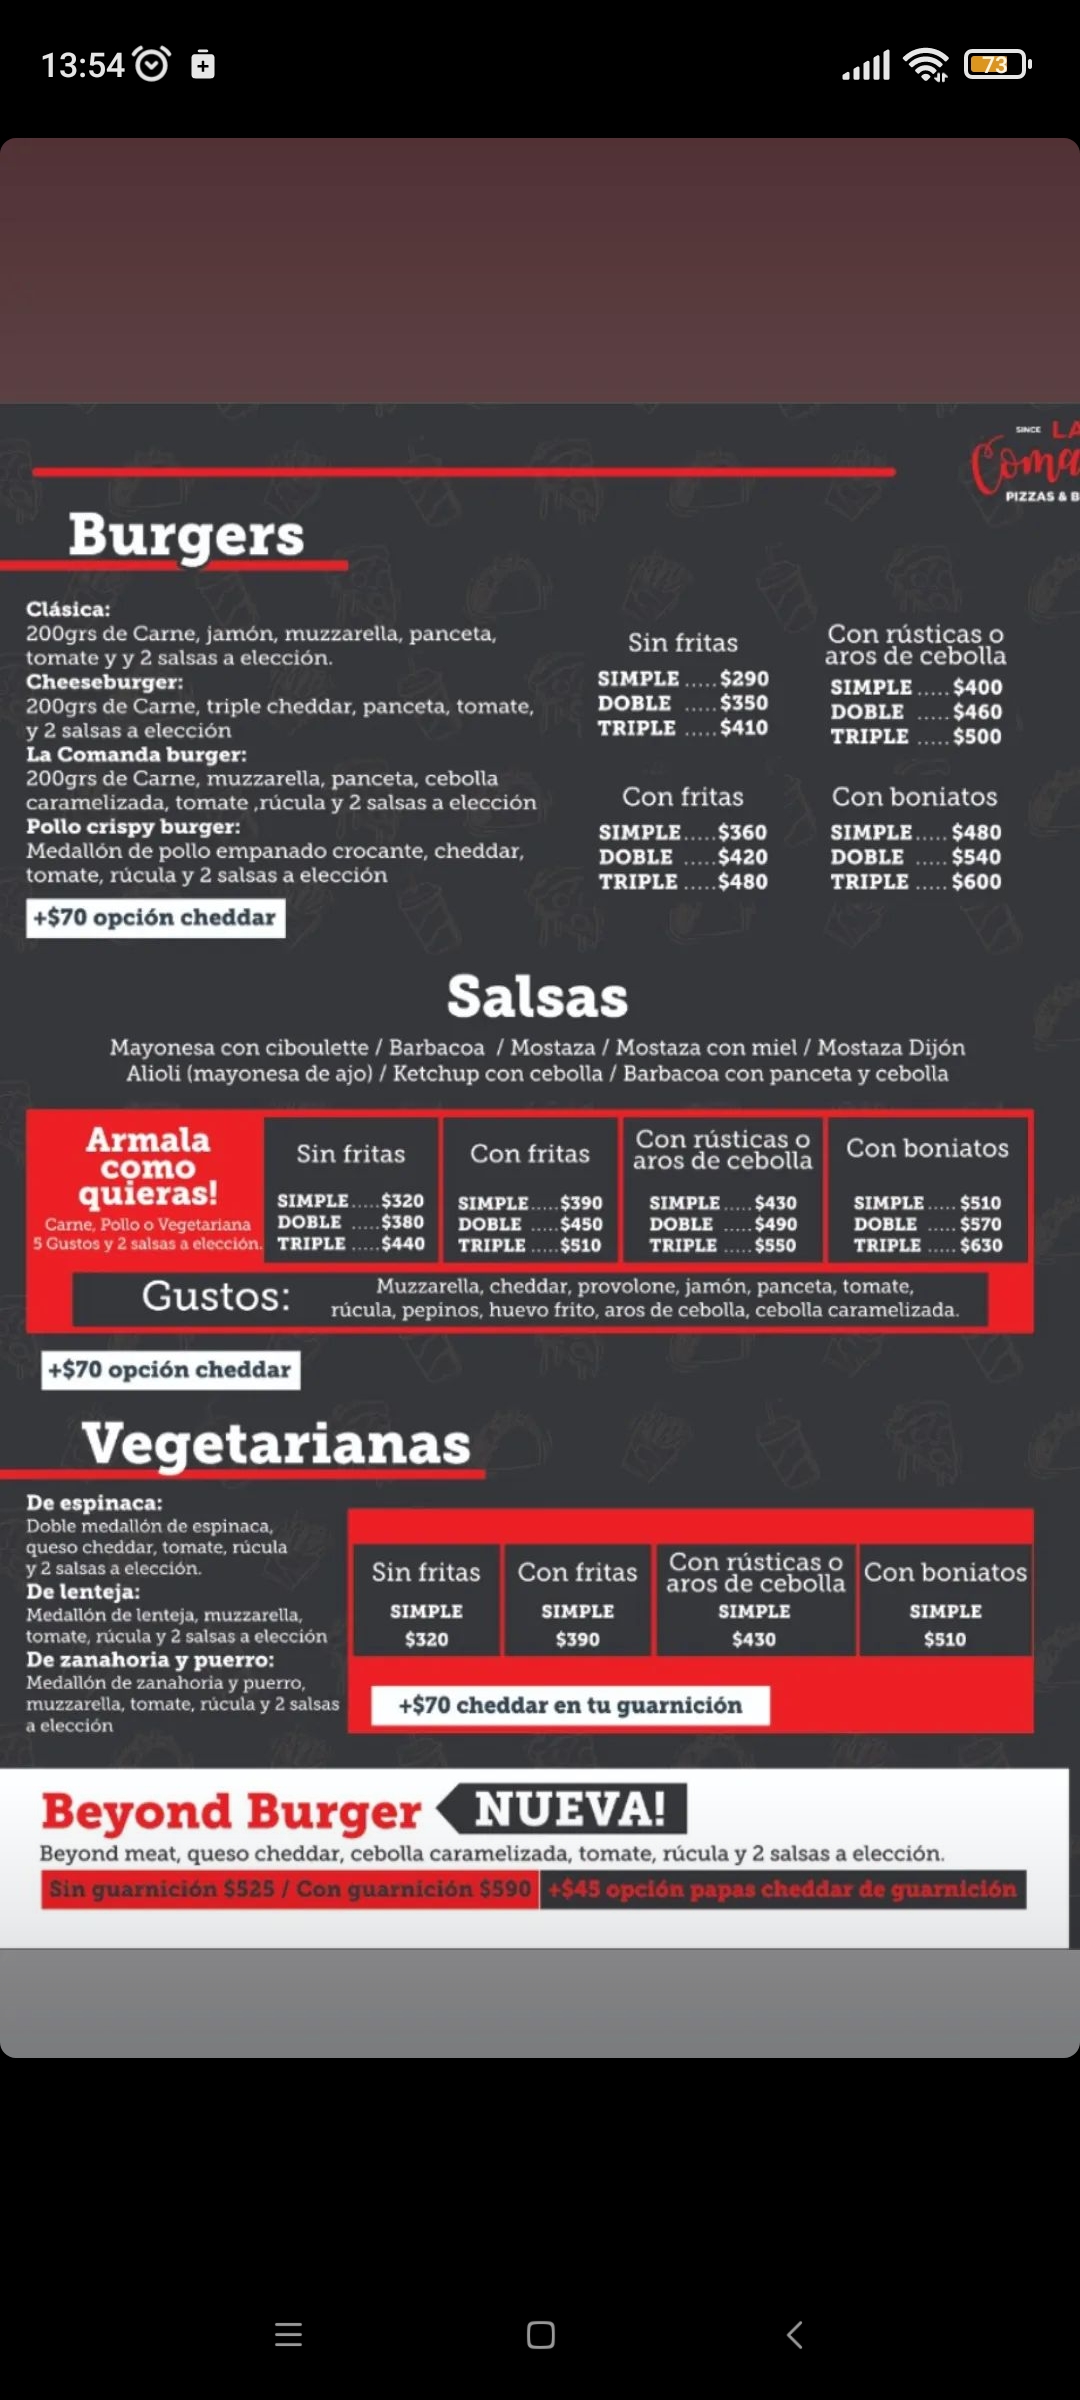 13:54
73
SINCE LA
Coma
PIZZAS & B
Burgers
Clásica:
200grs de Carne, jamón, muzzarella, panceta,
tomate y y 2 salsas a elección.
Cheeseburger:
200grs de Carne, triple cheddar, panceta, tomate,
y 2 salsas a elección
La Comanda burger:
200grs de Carne, muzzarella, panceta, cebolla
caramelizada, tomate ,rúcula y 2 salsas a elección
Pollo crispy burger:
Medallón de pollo empanado crocante, cheddar,
tomate, rúcula y 2 salsas a elección
+$70 opción cheddar
Sin fritas
SIMPLE ..... $290
DOBLE ..... $350
TRIPLE ..... $410
Con rústicas o
aros de cebolla
SIMPLE ..... $400
DOBLE ..... $460
TRIPLE ..... $500
Con fritas
SIMPLE ..... $360
DOBLE ..... $420
TRIPLE ..... $480
Con boniatos
SIMPLE ..... $480
DOBLE ..... $540
TRIPLE ..... $600
Salsas
Mayonesa con ciboulette / Barbacoa / Mostaza / Mostaza con miel / Mostaza Dijón
Alioli (mayonesa de ajo) / Ketchup con cebolla / Barbacoa con panceta y cebolla
Armala
como
quieras!
Carne, Pollo o Vegetariana
5 Gustos y 2 salsas a elección.
Sin fritas
SIMPLE ..... $320
DOBLE ..... $380
TRIPLE ..... $440
Con fritas
SIMPLE ..... $390
DOBLE ..... $450
TRIPLE ..... $510
Con rústicas o
aros de cebolla
SIMPLE ..... $430
DOBLE ..... $490
TRIPLE ..... $550
Con boniatos
SIMPLE ..... $510
DOBLE ..... $570
TRIPLE ..... $630
Gustos:
Muzzarella, cheddar, provolone, jamón, panceta, tomate,
rúcula, pepinos, huevo frito, aros de cebolla, cebolla caramelizada.
+$70 opción cheddar
Vegetarianas
De espinaca:
Doble medallón de espinaca,
queso cheddar, tomate, rúcula
y 2 salsas a elección.
De lenteja:
Medallón de lenteja, muzzarella,
tomate, rúcula y 2 salsas a elección
De zanahoria y puerro:
Medallón de zanahoria y puerro,
muzzarella, tomate, rúcula y 2 salsas
a elección
Sin fritas
SIMPLE
$320
Con fritas
SIMPLE
$390
Con rústicas o
aros de cebolla
SIMPLE
$430
Con boniatos
SIMPLE
$510
+$70 cheddar en tu guarnición
Beyond Burger NUEVA!
Beyond meat, queso cheddar, cebolla caramelizada, tomate, rúcula y 2 salsas a elección.
Sin guarnición $525 / Con guarnición $590 +$45 opción papas cheddar de guarnición